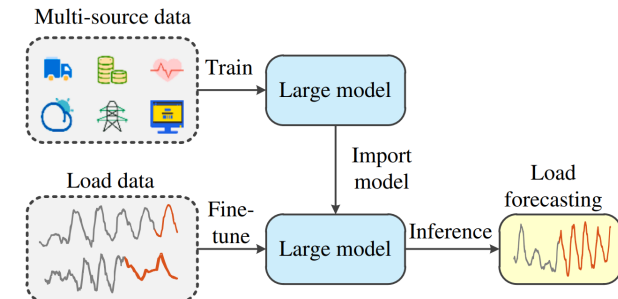 Multi-source data
Train
Large model
Import
model
Load data
Fine-
tune
Large model
Inference
Load
forecasting